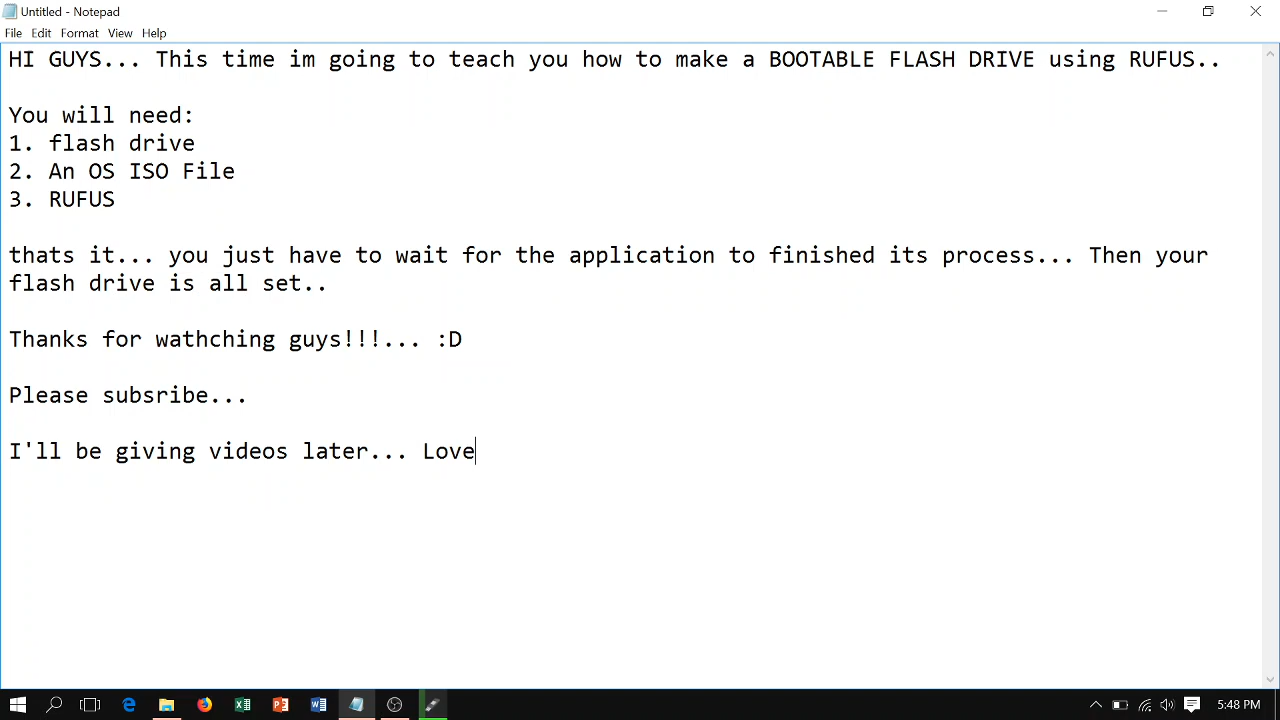 Untitled - Notepad
File Edit Format View Help
HI GUYS... This time im going to teach you how to make a BOOTABLE FLASH DRIVE using RUFUS..
You will need:
1. flash drive
2. An OS ISO File
3. RUFUS
thats it... you just have to wait for the application to finished its process... Then your
flash drive is all set..
Thanks for wathching guys!!!... :D
Please subsribe...
I'll be giving videos later... Love
5:48 PM